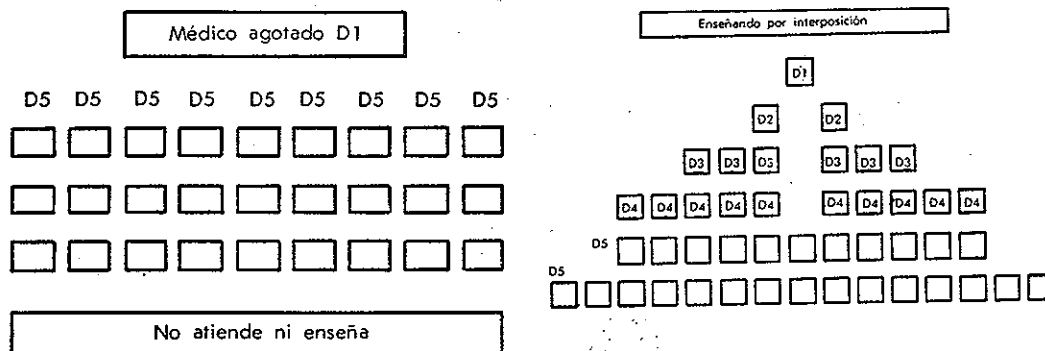 Médico agotado D1
D5 D5 D5 D5 D5 D5 D5 D5 D5
No atiende ni enseña
Enseñando por interposición
D1
D2 D2
D3 D3 D5 D3 D3 D3
D4 D4 D4 D4 D4 D4 D4 D4 D4 D4
D5
D5